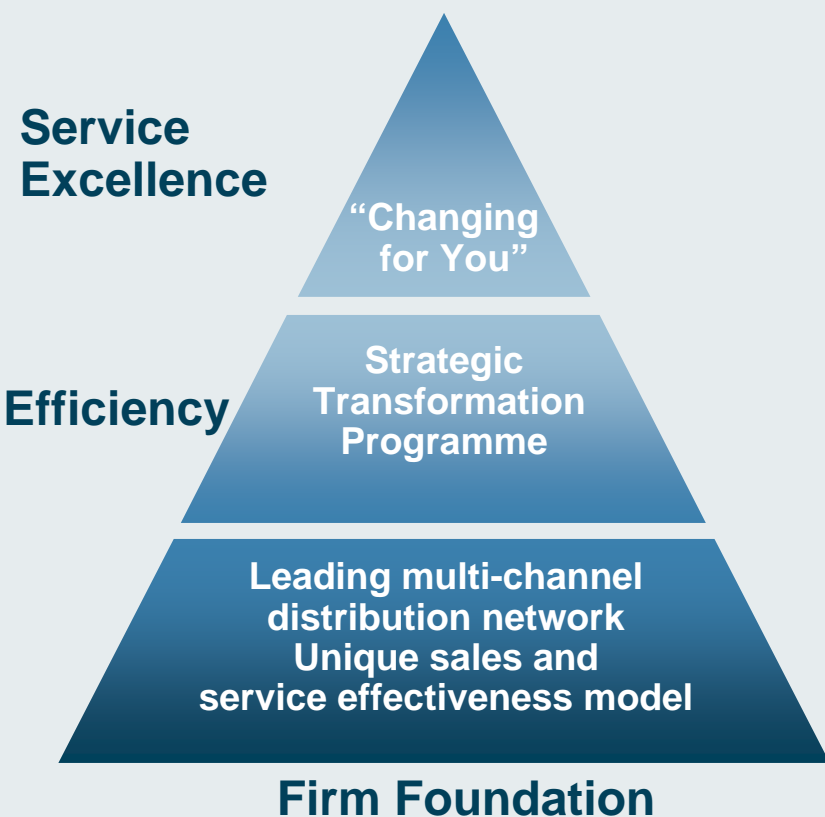 Service
Excellence
“Changing
for You”
Efficiency
Strategic
Transformation
Programme
Leading multi-channel
distribution network
Unique sales and
service effectiveness model
Firm Foundation